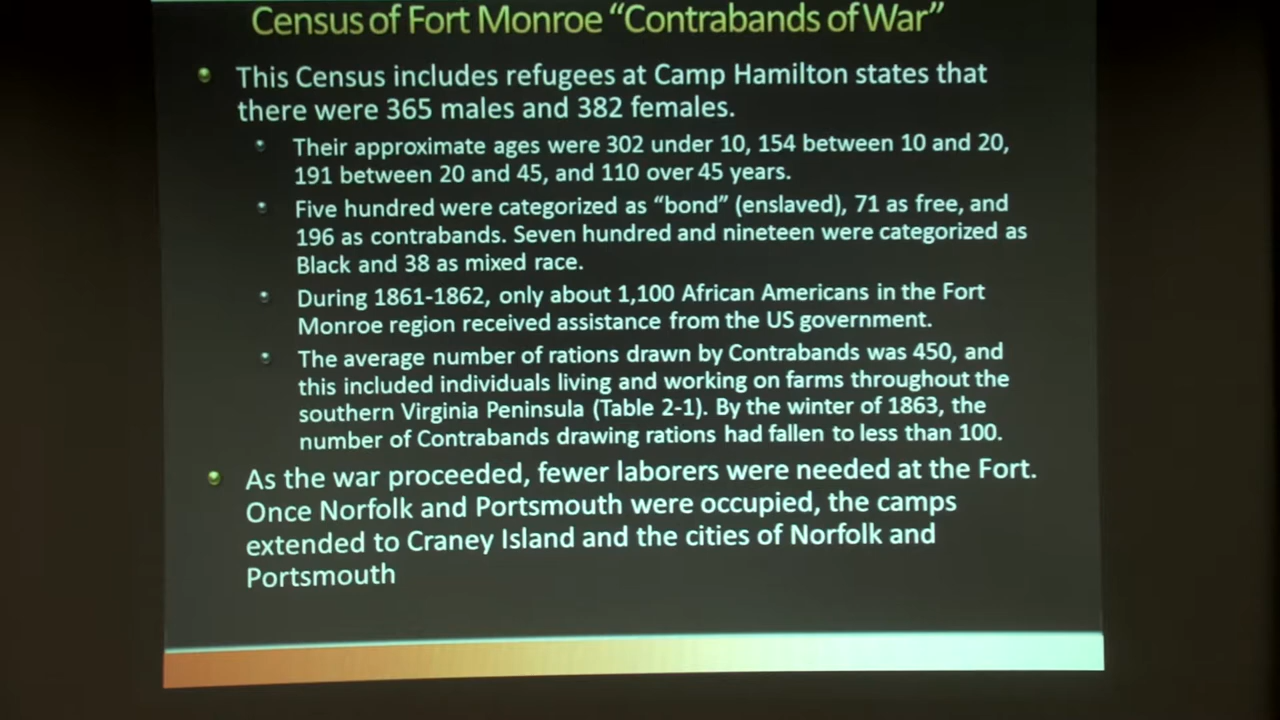 Census of Fort Monroe “Contrabands of War”
This Census includes refugees at Camp Hamilton states that
there were 365 males and 382 females.
Their approximate ages were 302 under 10, 154 between 10 and 20,
191 between 20 and 45, and 110 over 45 years.
Five hundred were categorized as “bond” (enslaved), 71 as free, and
196 as contrabands. Seven hundred and nineteen were categorized as
Black and 38 as mixed race.
During 1861-1862, only about 1,100 African Americans in the Fort
Monroe region received assistance from the US government.
The average number of rations drawn by Contrabands was 450, and
this included individuals living and working on farms throughout the
southern Virginia Peninsula (Table 2-1). By the winter of 1863, the
number of Contrabands drawing rations had fallen to less than 100.
As the war proceeded, fewer laborers were needed at the Fort.
Once Norfolk and Portsmouth were occupied, the camps
extended to Craney Island and the cities of Norfolk and
Portsmouth